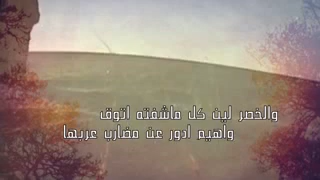 والخصر لين كل ماشفته اتوق
واهيم ادور عن مضارب عربها